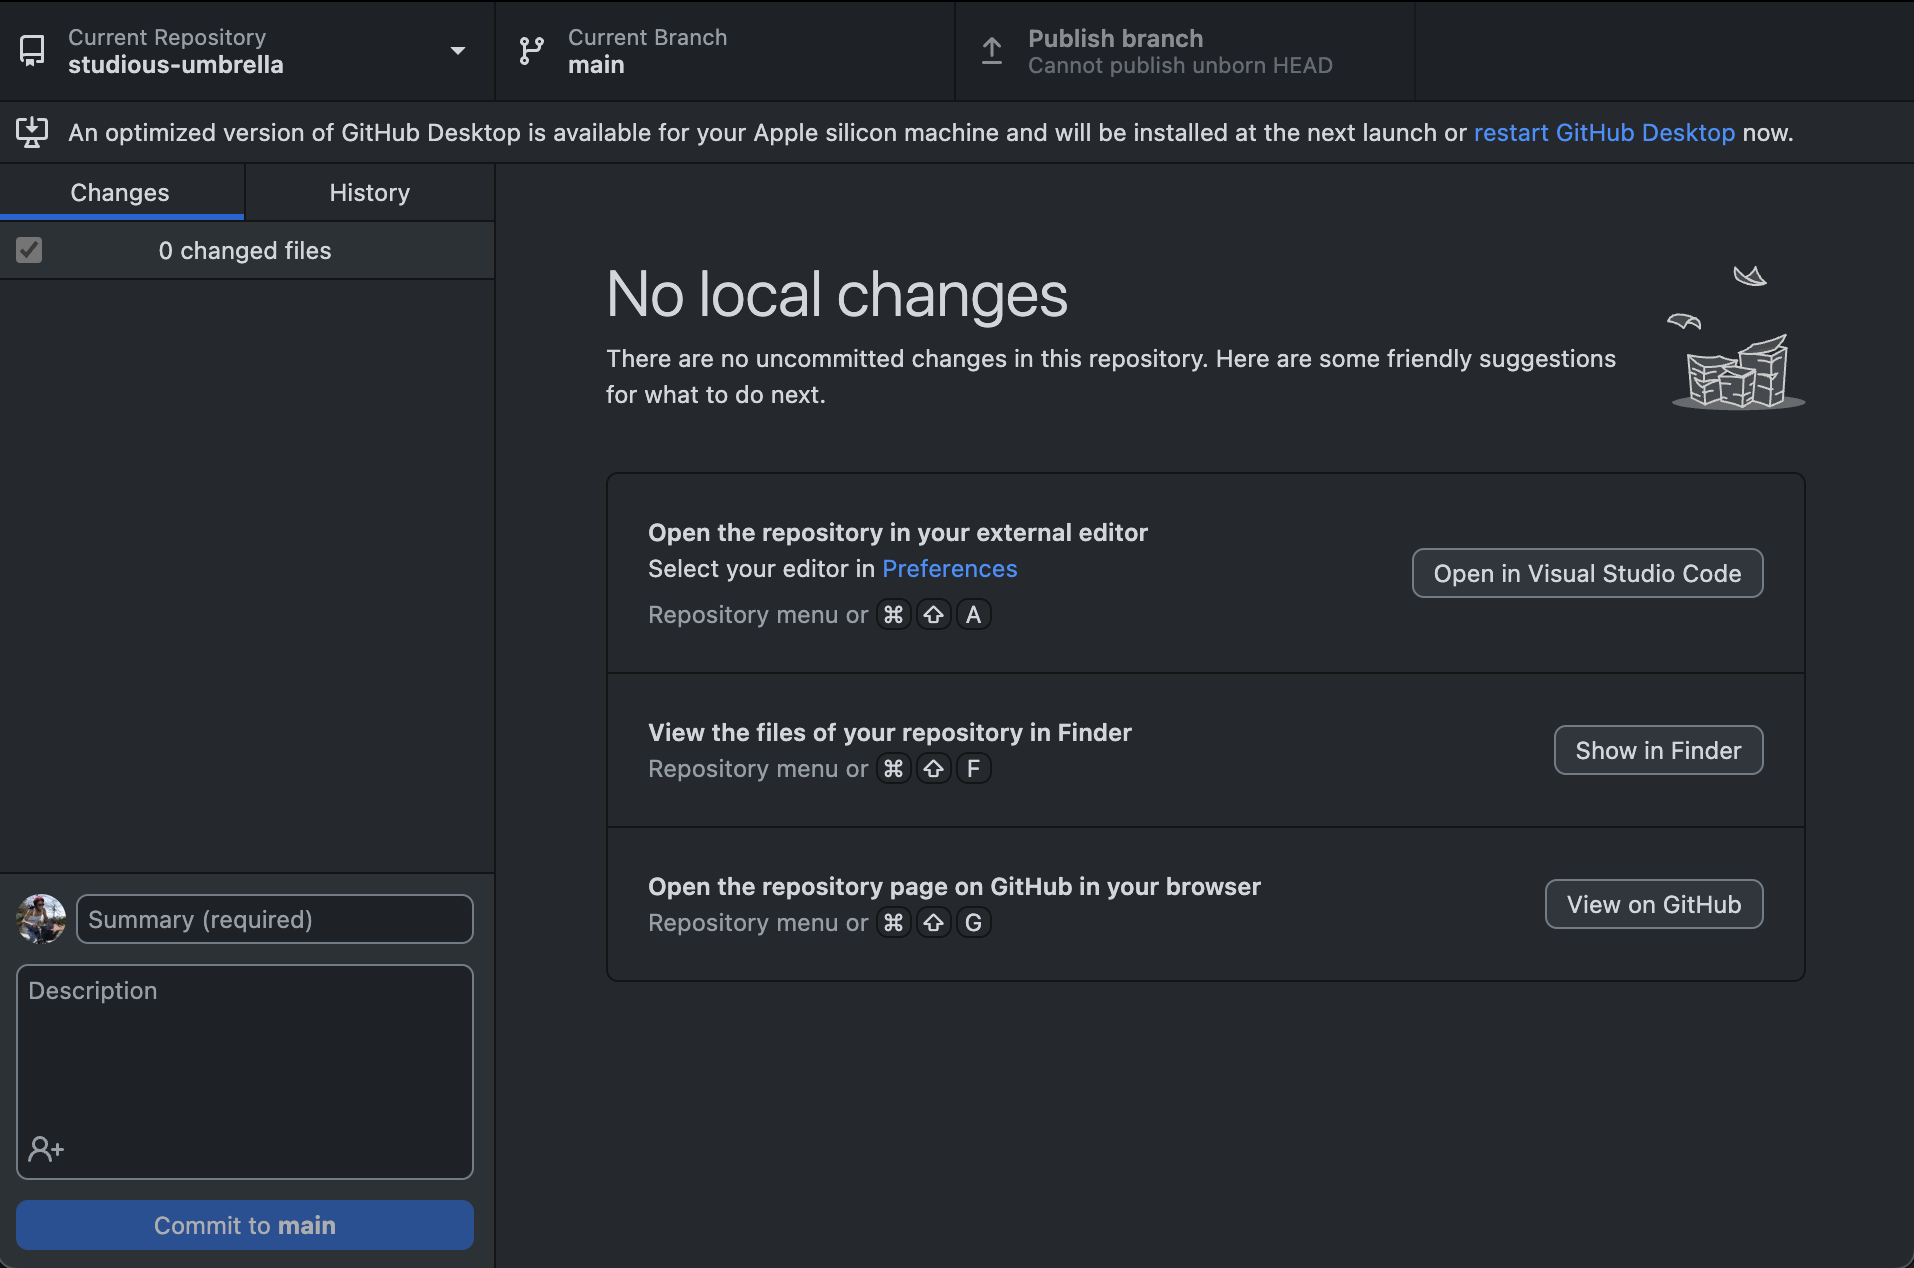 Current Repository
studious-umbrella
Current Branch
main
Publish branch
Cannot publish unborn HEAD
An optimized version of GitHub Desktop is available for your Apple silicon machine and will be installed at the next launch or restart GitHub Desktop now.
Changes
History
0 changed files
No local changes
There are no uncommitted changes in this repository. Here are some friendly suggestions
for what to do next.
Open the repository in your external editor
Select your editor in Preferences
Repository menu or ⌘ ⇧ A
Open in Visual Studio Code
View the files of your repository in Finder
Repository menu or ⌘ ⇧ F
Show in Finder
Open the repository page on GitHub in your browser
Repository menu or ⌘ ⇧ G
View on GitHub
Summary (required)
Description
Commit to main